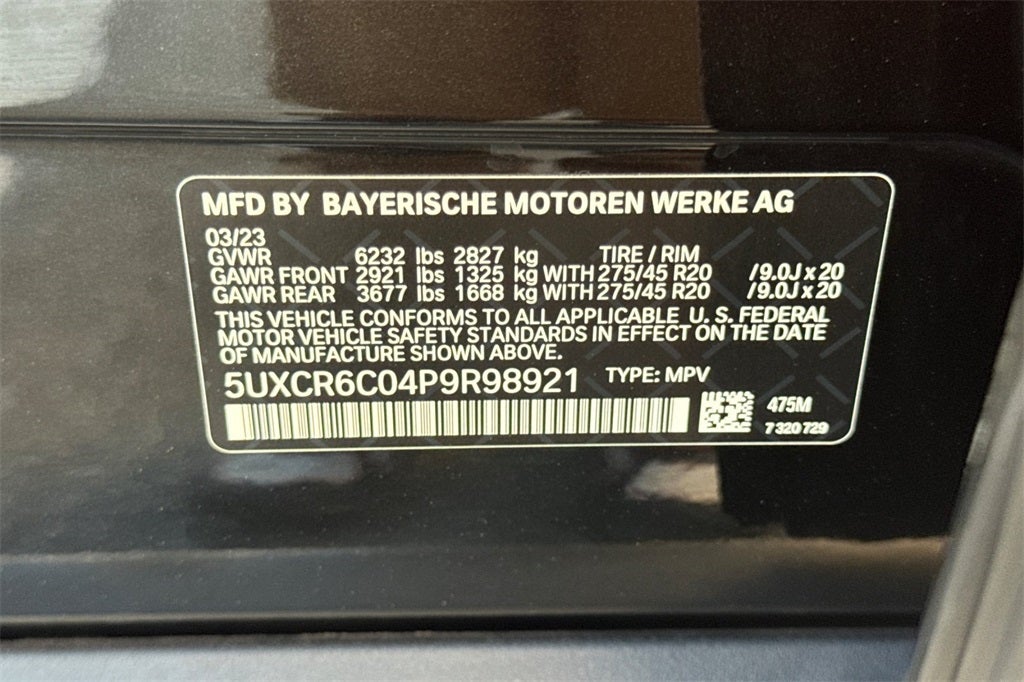 MFD BY BAYERISCHE MOTOREN WERKE AG
03/23
GVWR 6232 lbs 2827 kg TIRE / RIM
GAWR FRONT 2921 lbs 1325 kg WITH 275/45 R20 /9.0J x 20
GAWR REAR 3677 lbs 1668 kg WITH 275/45 R20 /9.0J x 20
THIS VEHICLE CONFORMS TO ALL APPLICABLE U. S. FEDERAL
MOTOR VEHICLE SAFETY STANDARDS IN EFFECT ON THE DATE
OF MANUFACTURE SHOWN ABOVE.
5UXCR6C04P9R98921 TYPE: MPV
475M
7 320 729